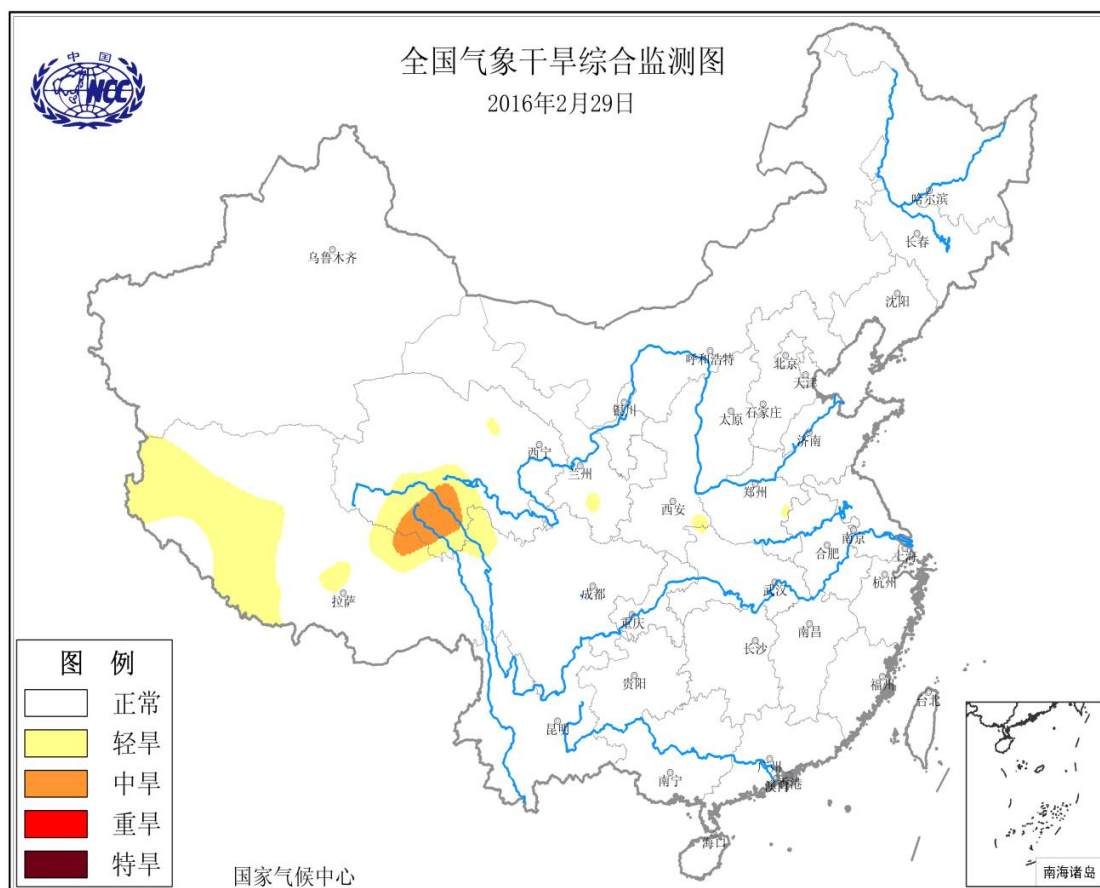 中 国
NCC
全国气象干旱综合监测图
2016年2月29日
哈尔滨
长春
乌鲁木齐
沈阳
呼和浩特
北京
天津
银川
太原
石家庄
济南
西宁
兰州
郑州
西安
南京
合肥
上海
杭州
拉萨
成都
武汉
重庆
南昌
长沙
贵阳
福州
台北
昆明
广州
南宁
香港
澳门
海口
图 例
正常
轻旱
中旱
重旱
特旱
国家气候中心
南海诸岛